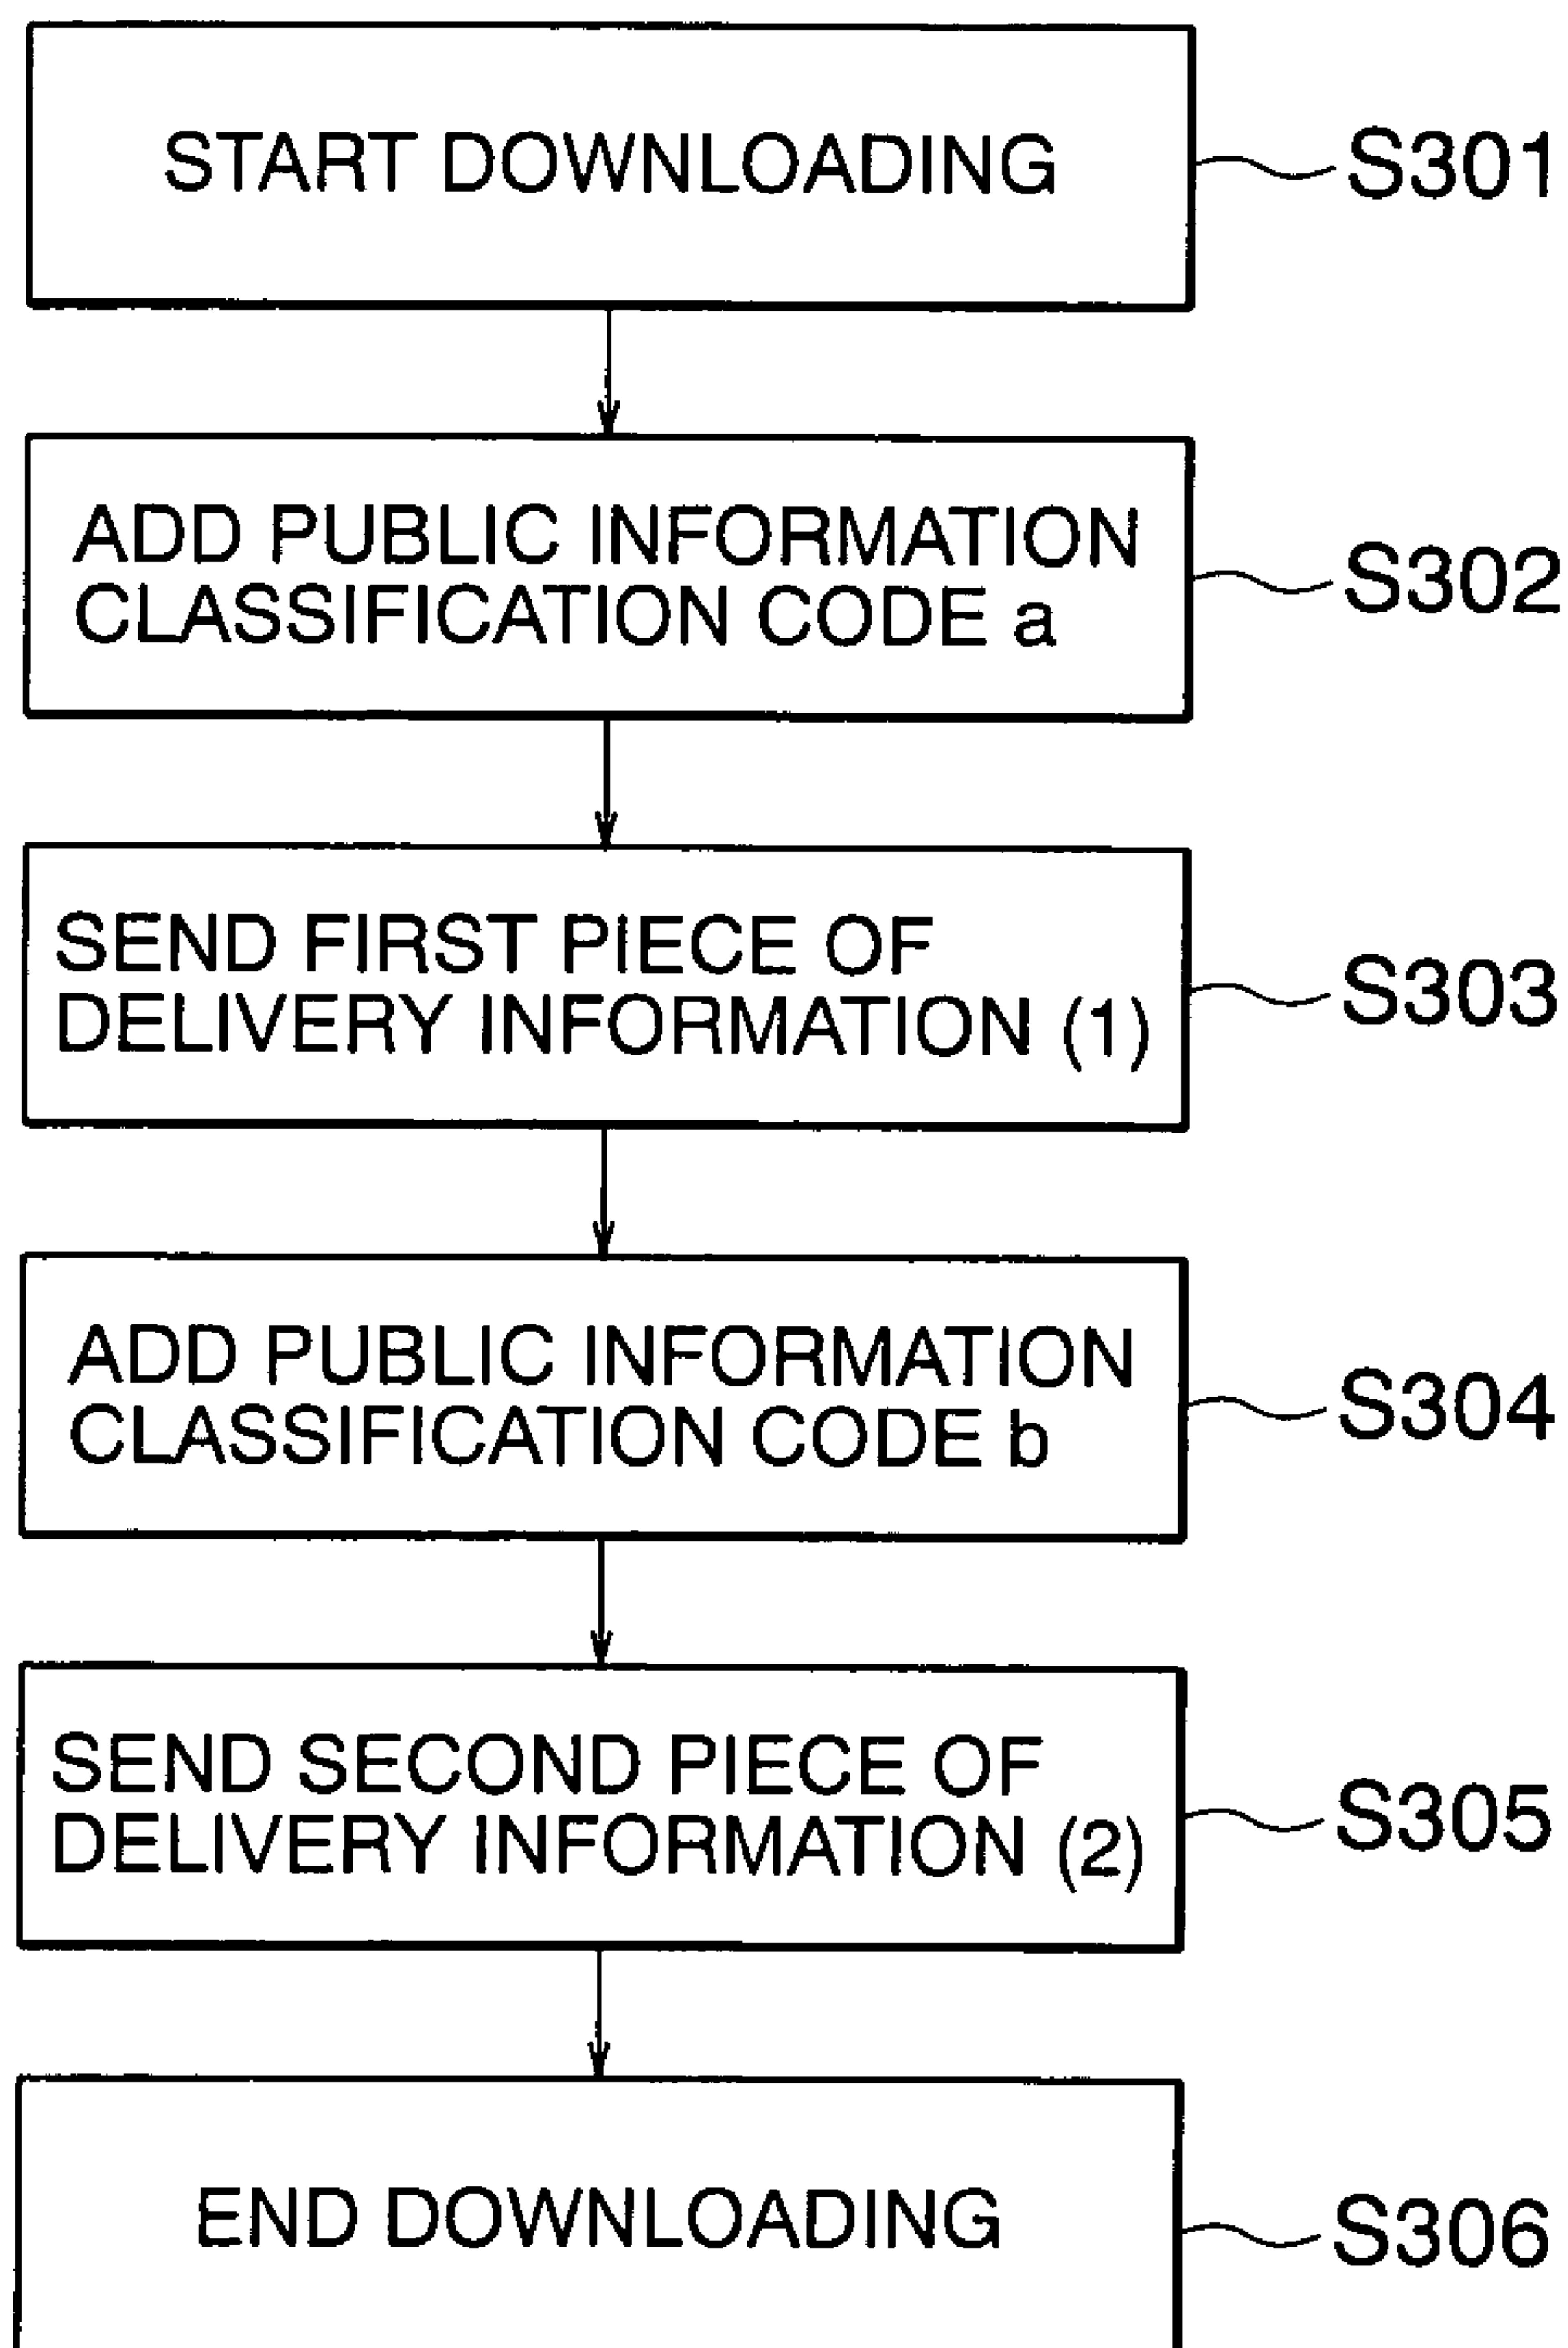 START DOWNLOADING
S301
ADD PUBLIC INFORMATION
CLASSIFICATION CODE a
S302
SEND FIRST PIECE OF
DELIVERY INFORMATION (1)
S303
ADD PUBLIC INFORMATION
CLASSIFICATION CODE b
S304
SEND SECOND PIECE OF
DELIVERY INFORMATION (2)
S305
END DOWNLOADING
S306